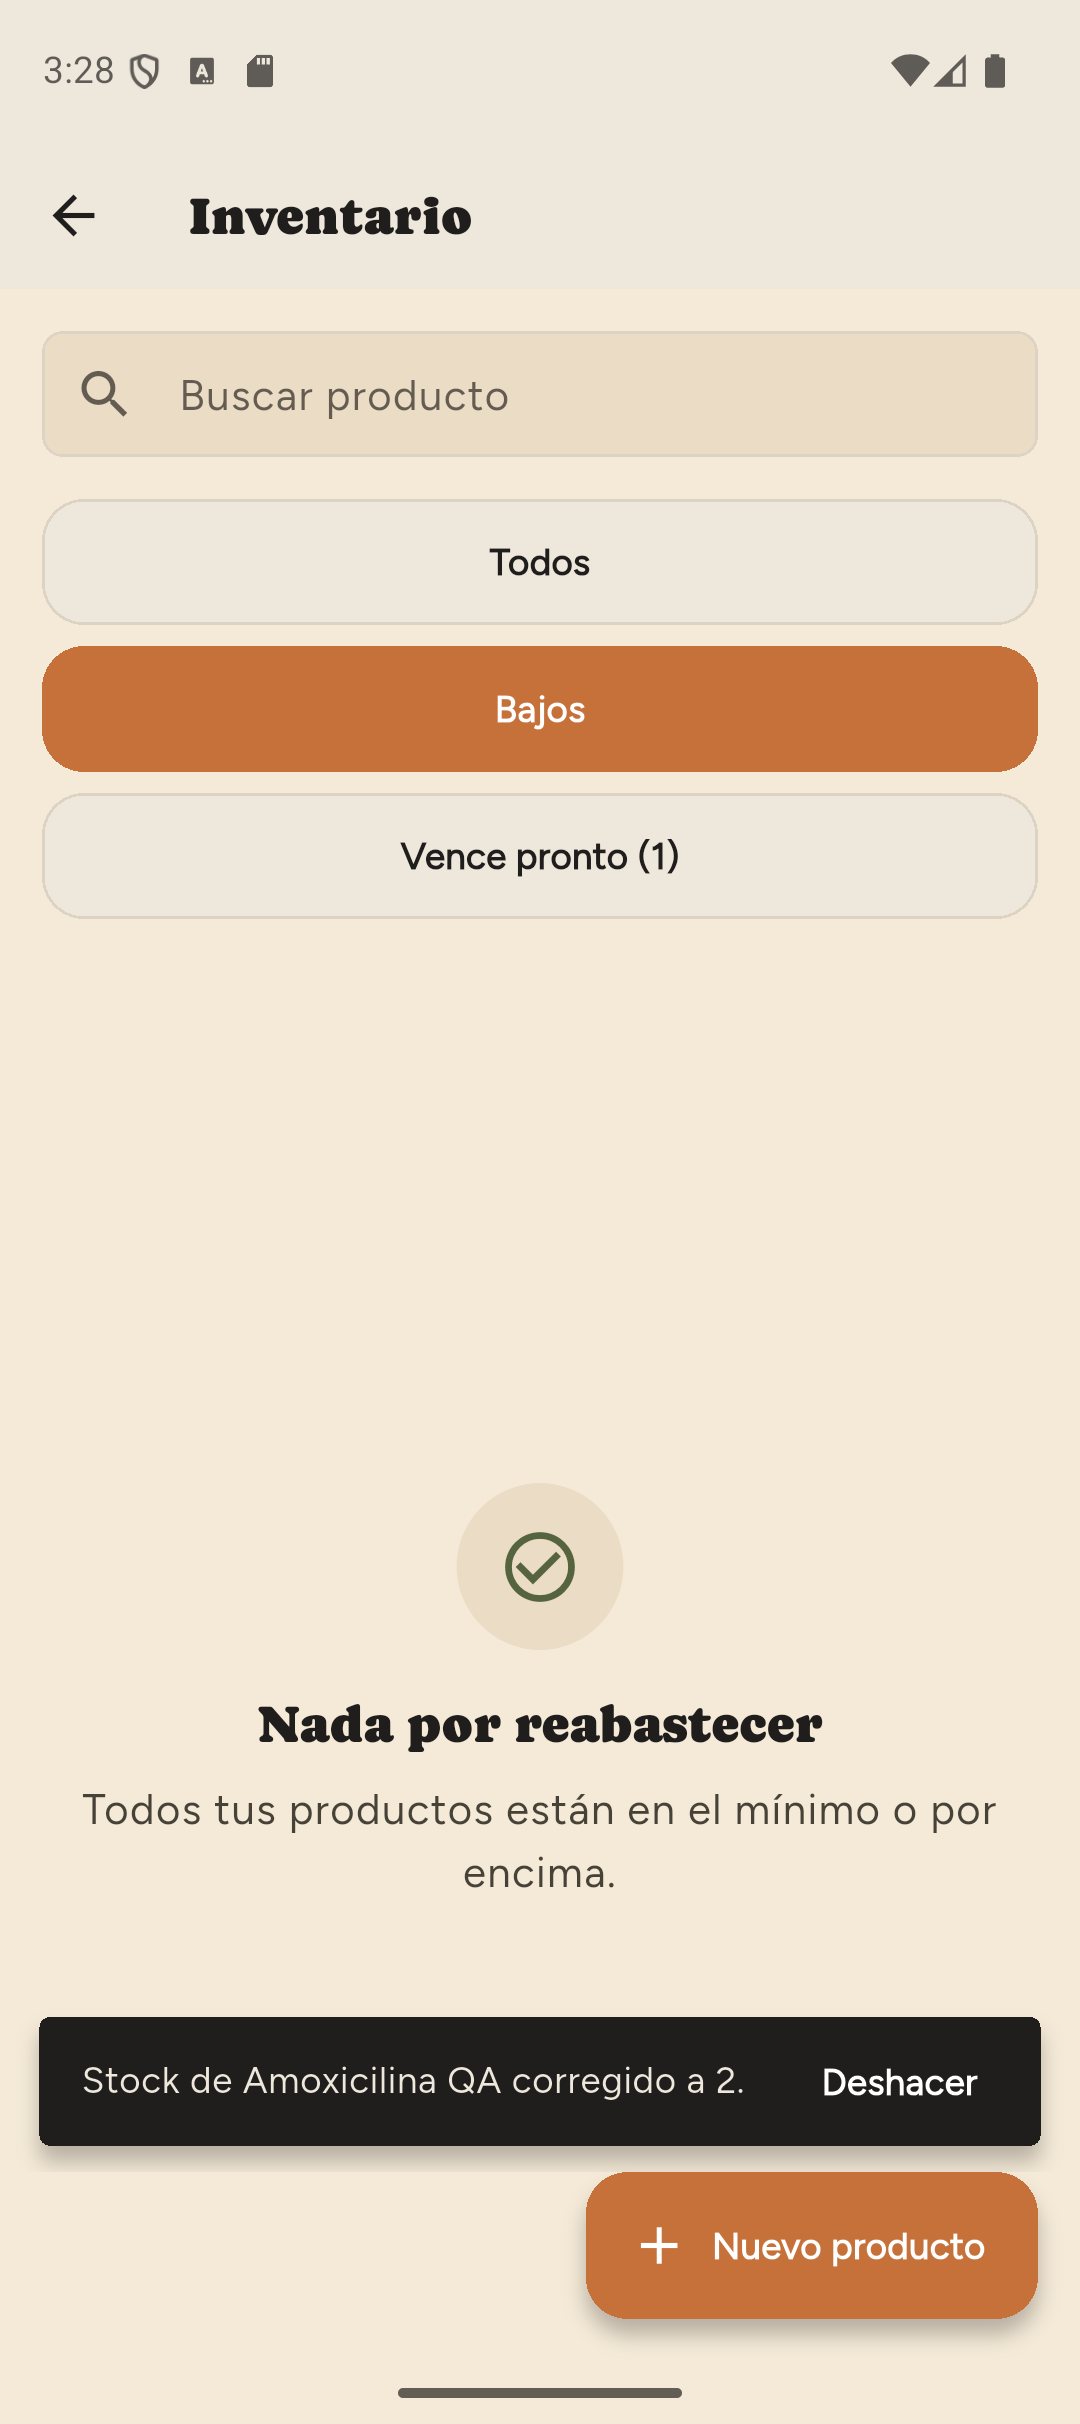 3:28
Inventario
Buscar producto
Todos
Bajos
Vence pronto (1)
Nada por reabastecer
Todos tus productos están en el mínimo o por
encima.
Stock de Amoxicilina QA corregido a 2.
Deshacer
Nuevo producto